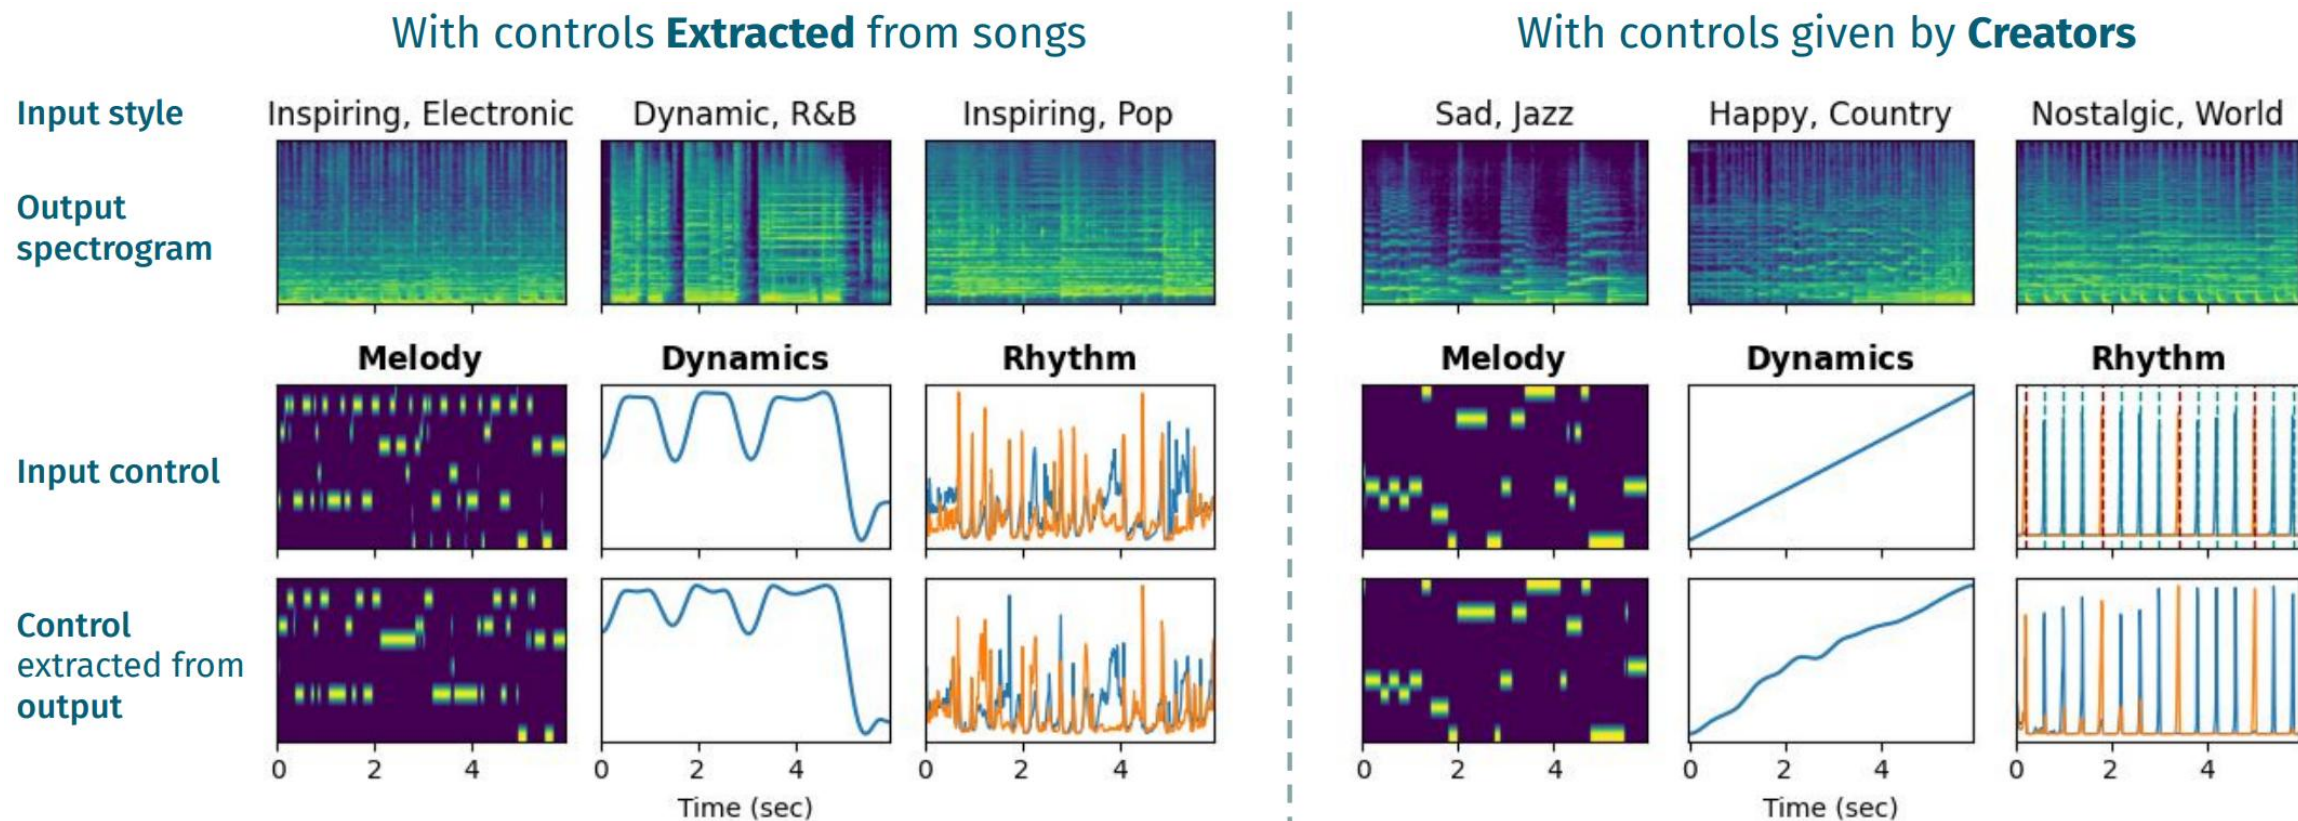 With controls Extracted from songs
With controls given by Creators
Input style
Inspiring, Electronic
Dynamic, R&B
Inspiring, Pop
Sad, Jazz
Happy, Country
Nostalgic, World
Output
spectrogram
Melody
Dynamics
Rhythm
Melody
Dynamics
Rhythm
Input control
Control
extracted from
output
0 2 4
0 2 4
0 2 4
0 2 4
0 2 4
0 2 4
Time (sec)
Time (sec)